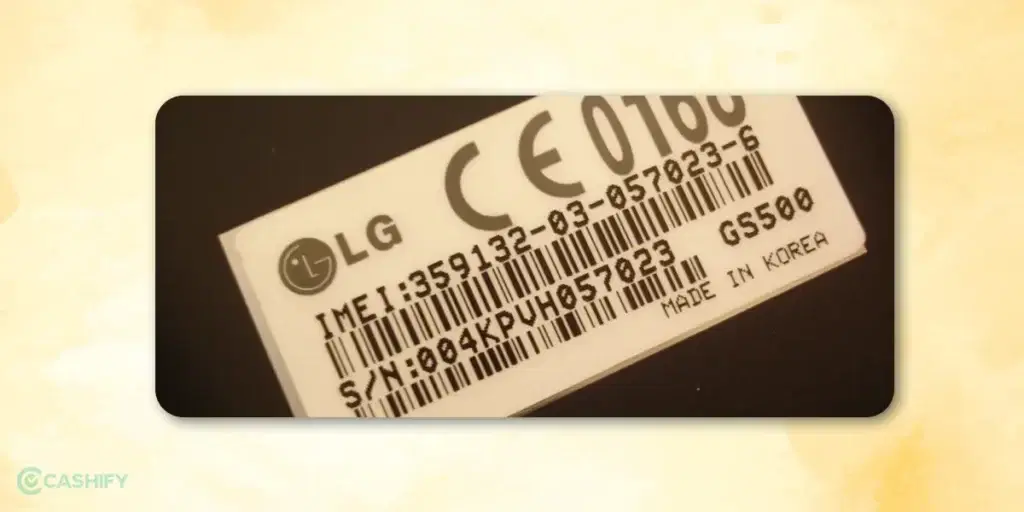 CE 0168
LG
IMEI:359132-03-057023-6
S/N:004KPVH057023
GS500
MADE IN KOREA
CASHIFY